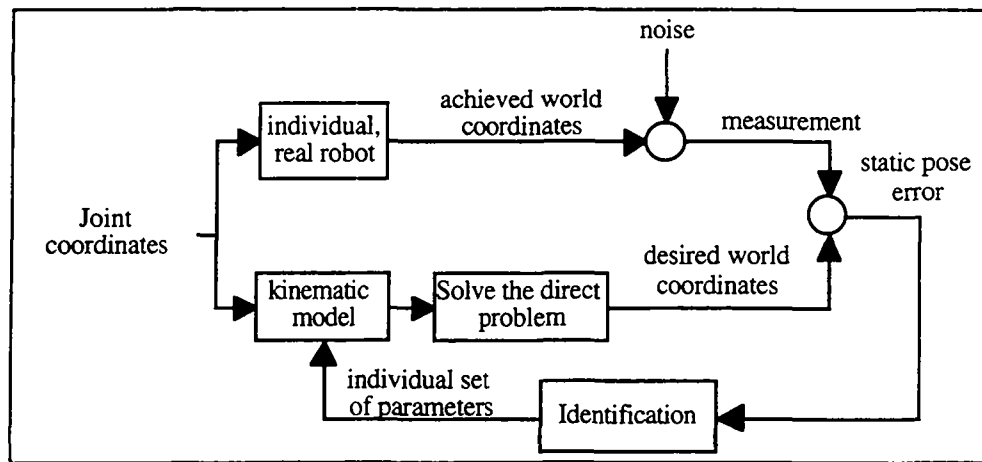 noise
individual,
real robot
achieved world
coordinates
measurement
static pose
error
Joint
coordinates
kinematic
model
Solve the direct
problem
desired world
coordinates
individual set
of parameters
Identification